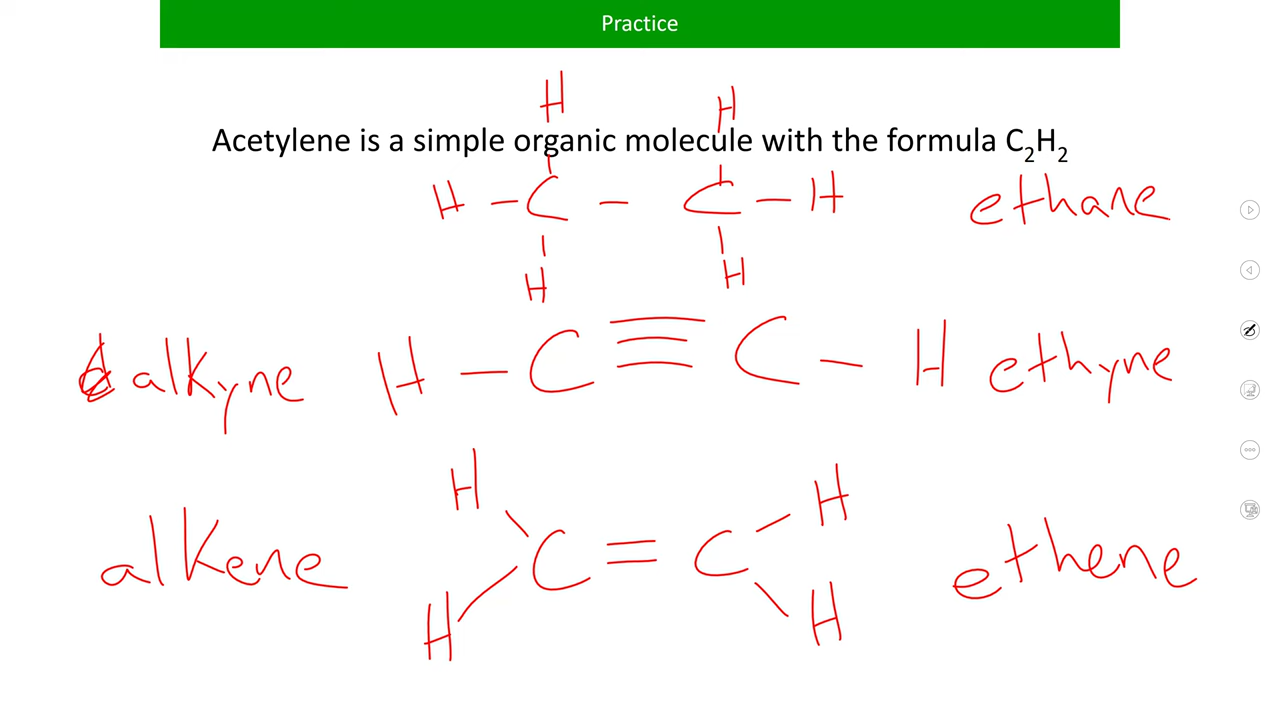 Practice
H H
Acetylene is a simple organic molecule with the formula C₂H₂
H - C - C - H ethane
H H
alkyne H - C ≡ C - H ethyne
H H
alkene C = C ethene
H H